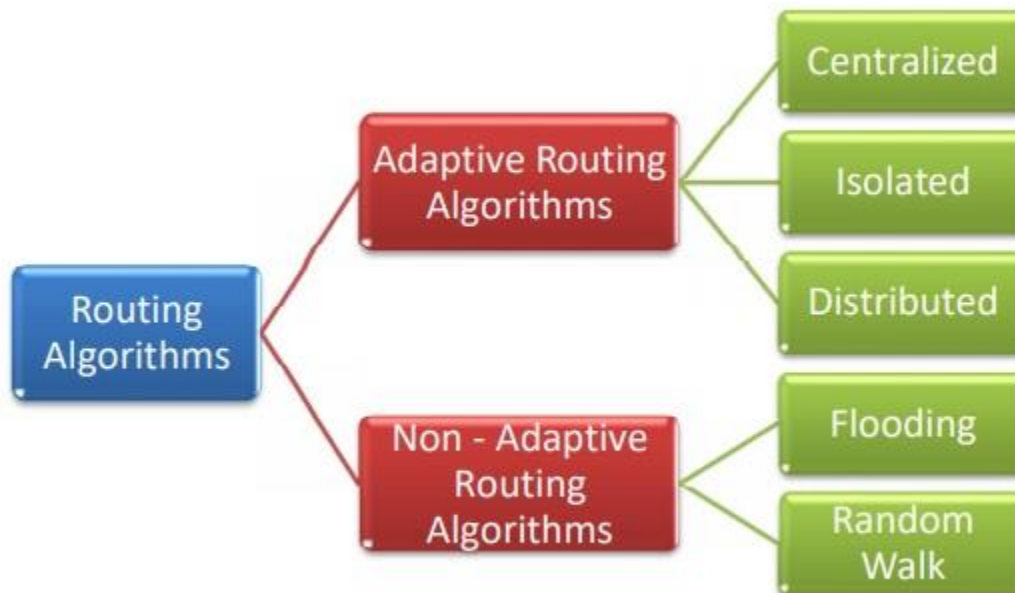 Routing
Algorithms
Adaptive Routing
Algorithms
Non - Adaptive
Routing
Algorithms
Centralized
Isolated
Distributed
Flooding
Random
Walk